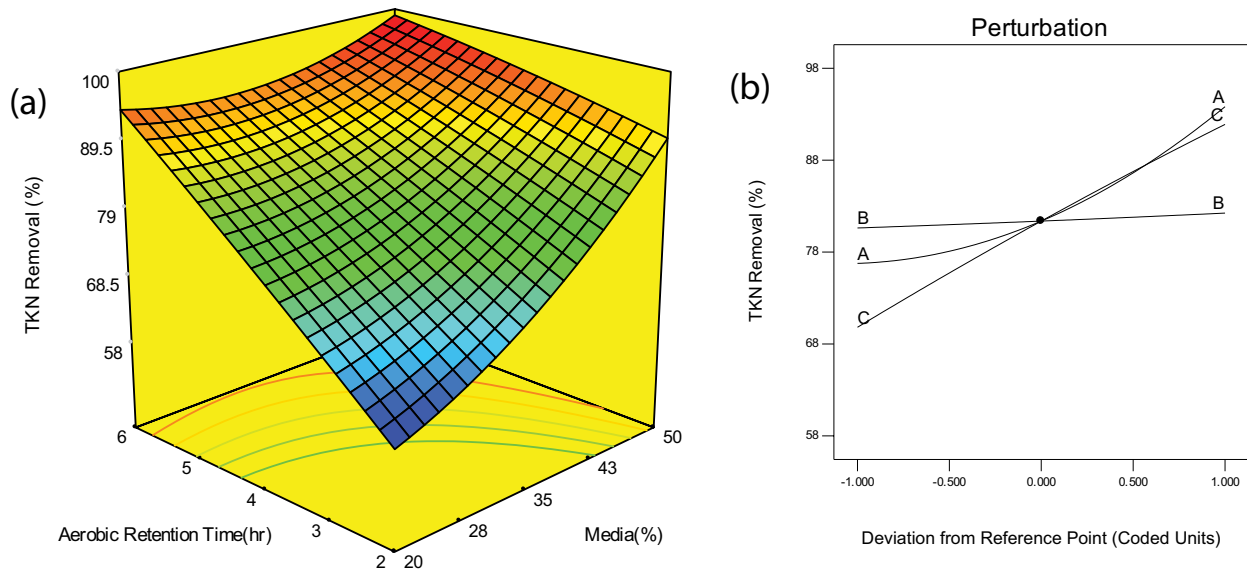 (a)
100
89.5
79
68.5
58
TKN Removal (%)
6
5
4
3
2
Aerobic Retention Time(hr)
20
28
35
43
50
Media(%)
(b)
Perturbation
98
88
78
68
58
TKN Removal (%)
A
C
B
B
A
C
-1.000
-0.500
0.000
0.500
1.000
Deviation from Reference Point (Coded Units)